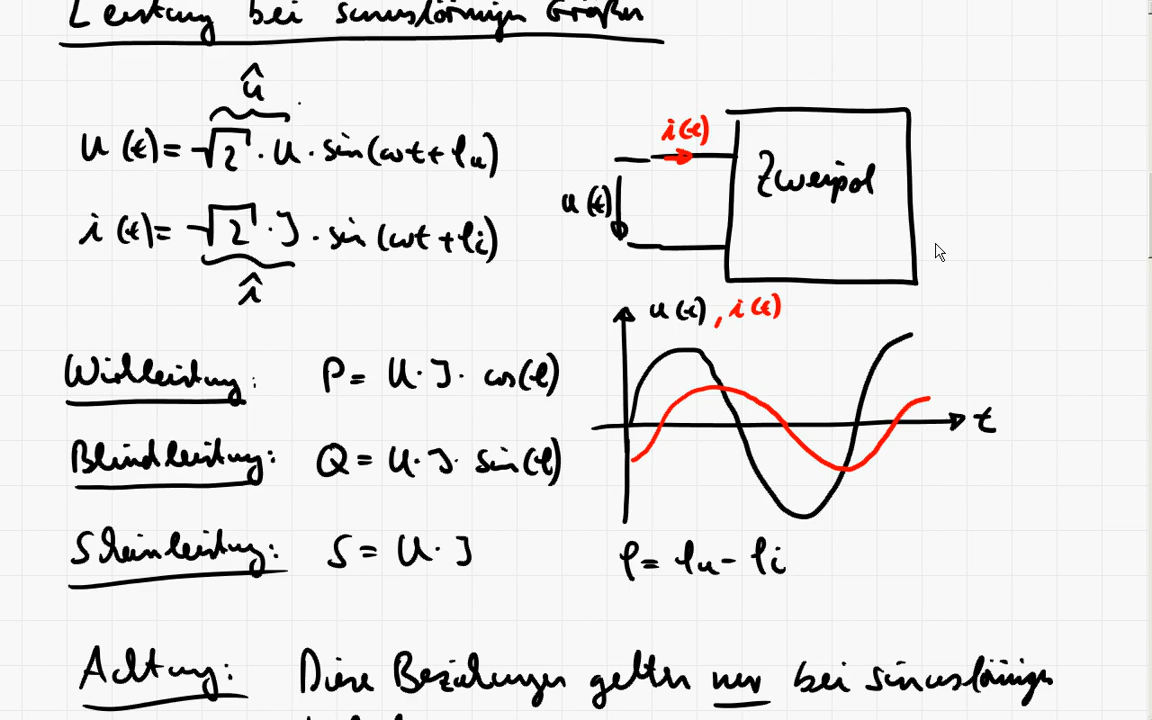 Leistung bei sinusförmigen Größen
û
u(t) = √2 · U · sin(ωt + φu)
i(t) = √2 · I · sin(ωt + φi)
î
i(t)
u(t)
Zweipol
u(t), i(t)
t
Wirkleistung: P = U · I · cos(φ)
Blindleistung: Q = U · I · sin(φ)
Scheinleistung: S = U · I
φ = φu - φi
Achtung: Diese Beziehungen gelten nur bei sinusförmigen